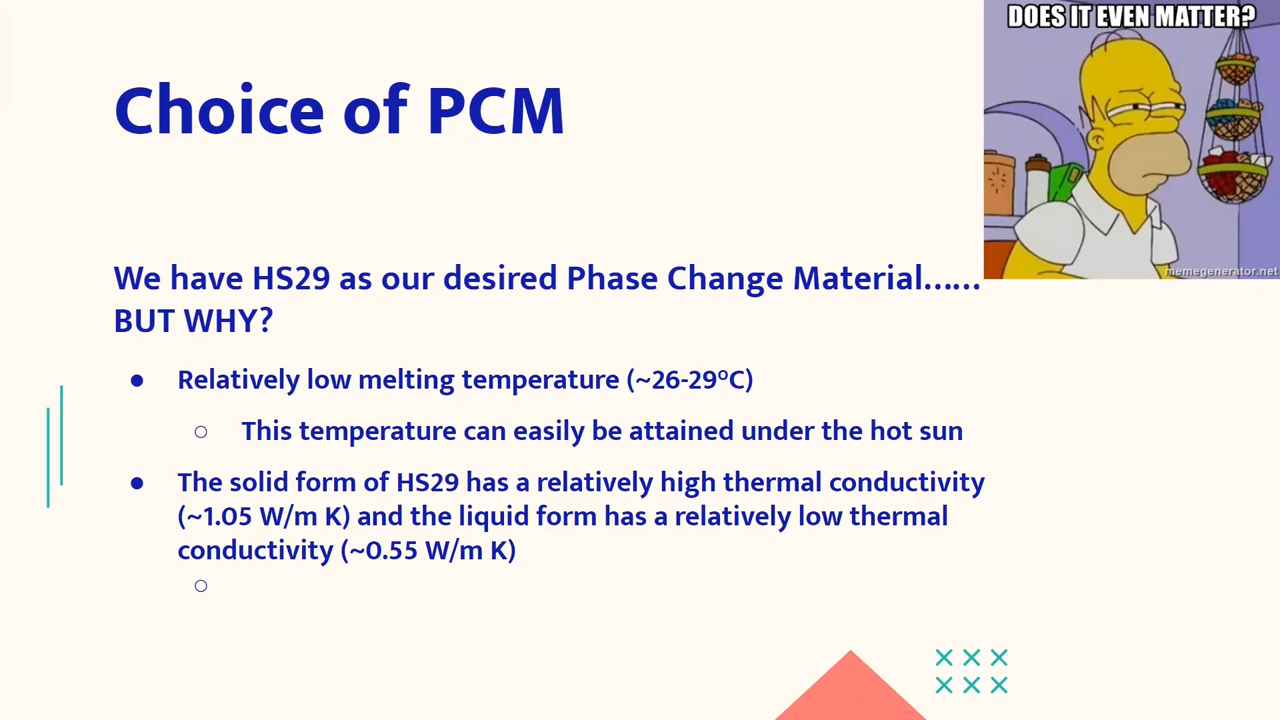 DOES IT EVEN MATTER?
Choice of PCM
memegenerator.net
We have HS29 as our desired Phase Change Material……
BUT WHY?
● Relatively low melting temperature (~26-29ºC)
○ This temperature can easily be attained under the hot sun
● The solid form of HS29 has a relatively high thermal conductivity
(~1.05 W/m K) and the liquid form has a relatively low thermal
conductivity (~0.55 W/m K)
○